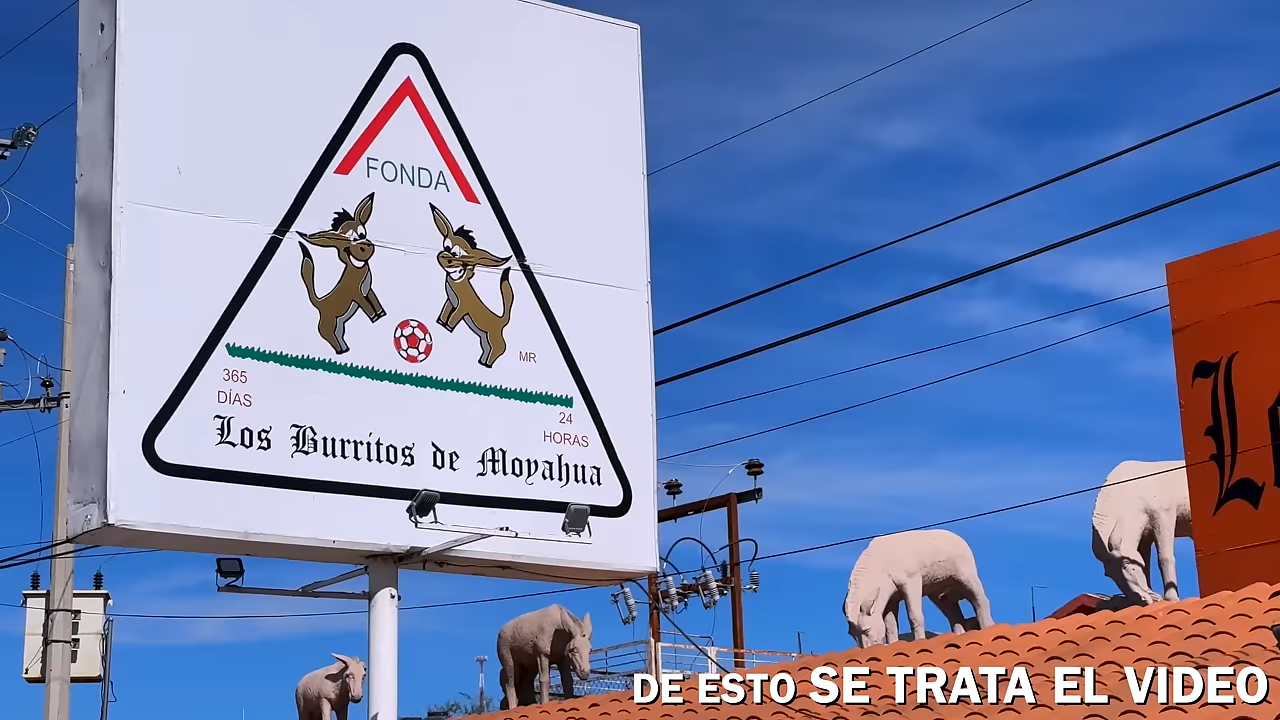 FONDA
MR
365
DÍAS
24
HORAS
Los Burritos de Moyahua
L
DE ESTO SE TRATA EL VIDEO